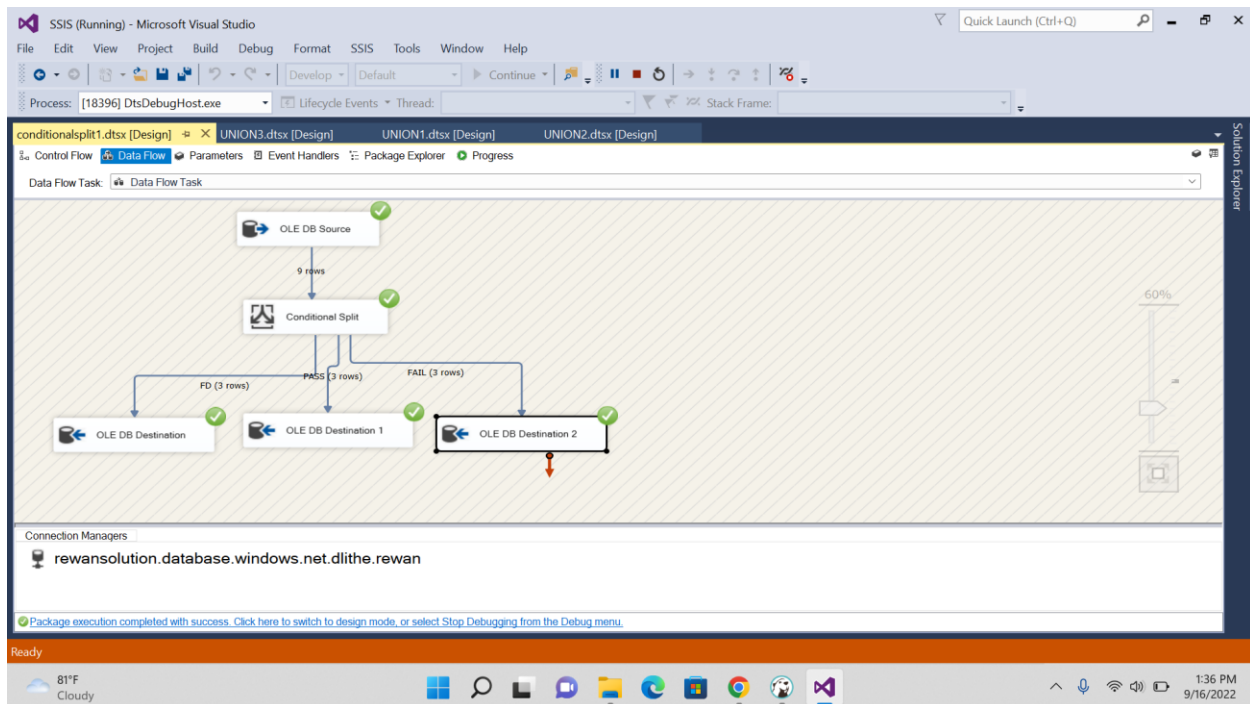 SSIS (Running) - Microsoft Visual Studio
Quick Launch (Ctrl+Q)
File Edit View Project Build Debug Format SSIS Tools Window Help
Develop Default Continue
Process: [18396] DtsDebugHost.exe Lifecycle Events Thread: Stack Frame:
conditionalsplit1.dtsx [Design] UNION3.dtsx [Design] UNION1.dtsx [Design] UNION2.dtsx [Design]
Control Flow Data Flow Parameters Event Handlers Package Explorer Progress
Data Flow Task: Data Flow Task
Solution Explorer
OLE DB Source
9 rows
60%
Conditional Split
FD (3 rows)
PASS (3 rows)
FAIL (3 rows)
OLE DB Destination
OLE DB Destination 1
OLE DB Destination 2
Connection Managers
rewansolution.database.windows.net.dlithe.rewan
Package execution completed with success. Click here to switch to design mode, or select Stop Debugging from the Debug menu.
Ready
81°F
Cloudy
1:36 PM
9/16/2022